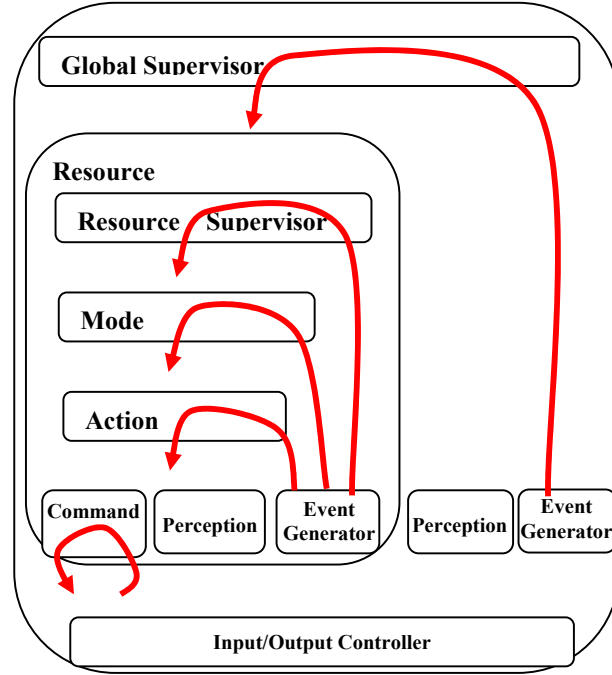 Global Supervisor
Resource
Resource Supervisor
Mode
Action
Command
Perception
Event
Generator
Perception
Event
Generator
Input/Output Controller